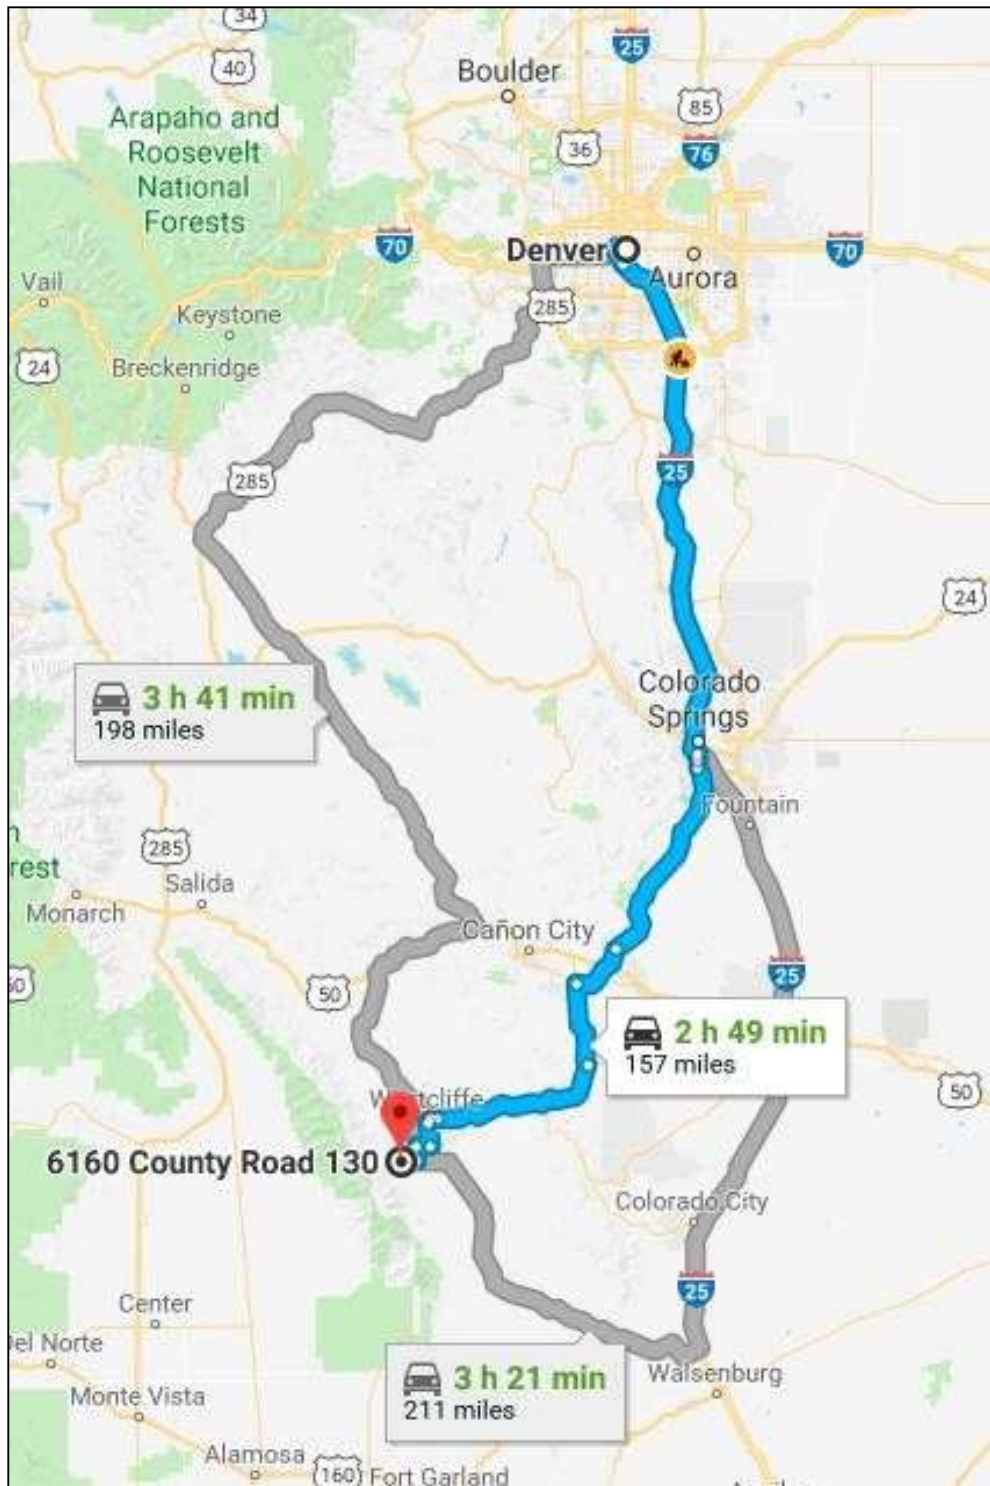 34
25
40
Boulder
85
Arapaho and
Roosevelt
National
Forests
36
76
70
Denver
70
Aurora
Vail
285
Keystone
24
Breckenridge
25
285
24
3 h 41 min
198 miles
Colorado
Springs
Fountain
285
rest
Salida
Monarch
Cañon City
25
50
2 h 49 min
157 miles
50
Westcliffe
6160 County Road 130
Colorado City
25
Center
el Norte
3 h 21 min
211 miles
Walsenburg
Monte Vista
Alamosa
160
Fort Garland